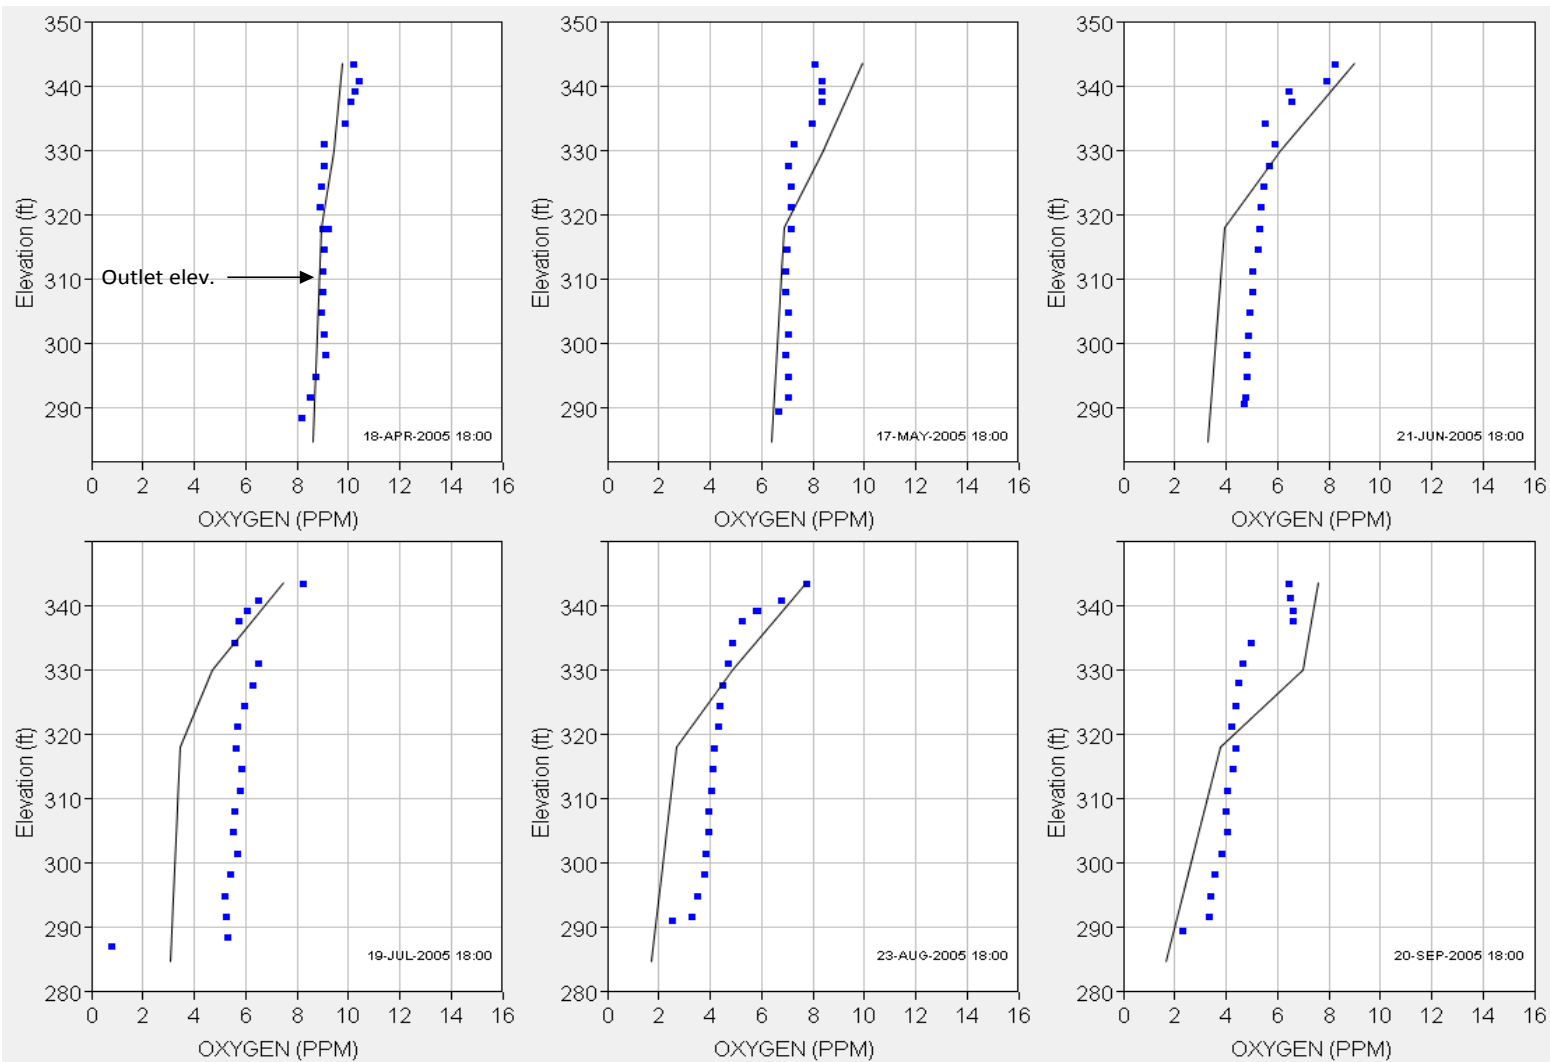 350
340
330
320
310
300
290
Elevation (ft)
Outlet elev.
18-APR-2005 18:00
0 2 4 6 8 10 12 14 16
OXYGEN (PPM)
350
340
330
320
310
300
290
Elevation (ft)
17-MAY-2005 18:00
0 2 4 6 8 10 12 14 16
OXYGEN (PPM)
350
340
330
320
310
300
290
Elevation (ft)
21-JUN-2005 18:00
0 2 4 6 8 10 12 14 16
OXYGEN (PPM)
340
330
320
310
300
290
280
Elevation (ft)
19-JUL-2005 18:00
0 2 4 6 8 10 12 14 16
OXYGEN (PPM)
340
330
320
310
300
290
280
Elevation (ft)
23-AUG-2005 18:00
0 2 4 6 8 10 12 14 16
OXYGEN (PPM)
340
330
320
310
300
290
280
Elevation (ft)
20-SEP-2005 18:00
0 2 4 6 8 10 12 14 16
OXYGEN (PPM)